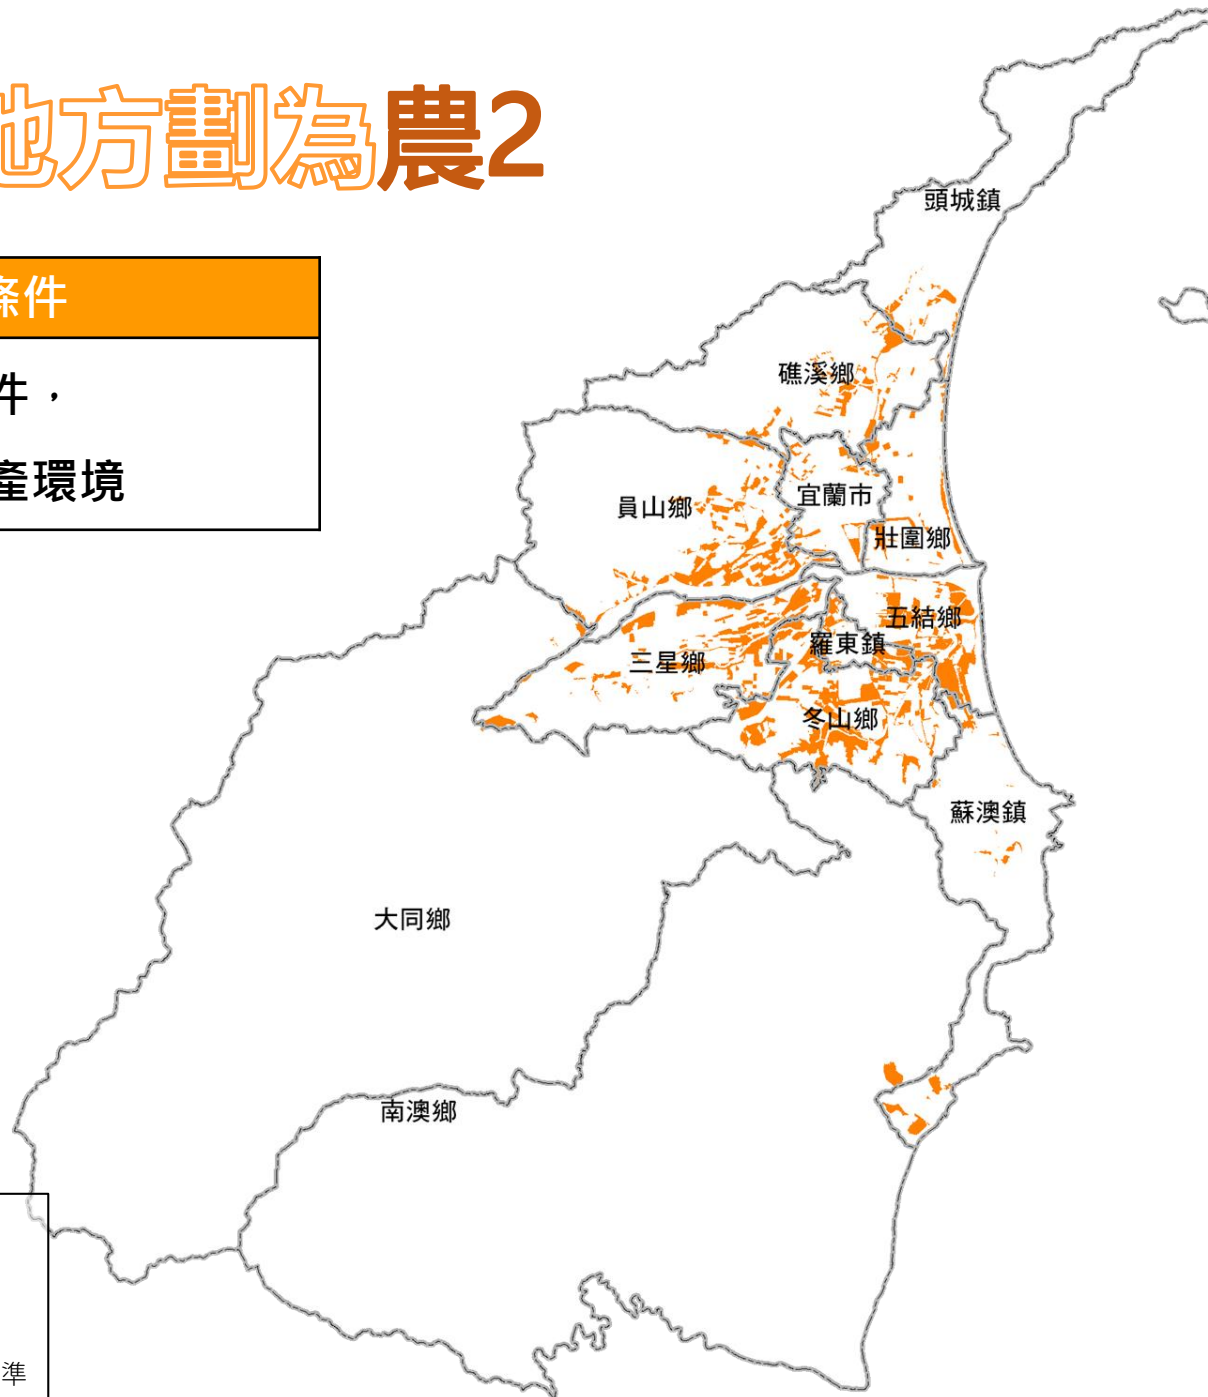 地方劃為農2
條件
件，
產環境
頭城鎮
礁溪鄉
員山鄉
宜蘭市
壯圍鄉
五結鄉
羅東鎮
三星鄉
冬山鄉
蘇澳鎮
大同鄉
南澳鄉
準